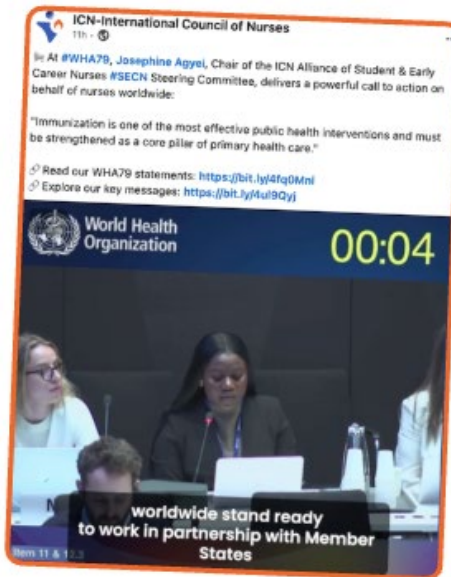 ICN-International Council of Nurses
11h
At #WHA79, Josephine Agyei, Chair of the ICN Alliance of Student & Early
Career Nurses #SECN Steering Committee, delivers a powerful call to action on
behalf of nurses worldwide:
"Immunization is one of the most effective public health interventions and must
be strengthened as a core pillar of primary health care."
Read our WHA79 statements: https://bit.ly/4fq0Mnl
Explore our key messages: https://bit.ly/4ul9Qyj
World Health
Organization
00:04
worldwide stand ready
to work in partnership with Member
States
Item 11 & 12.3